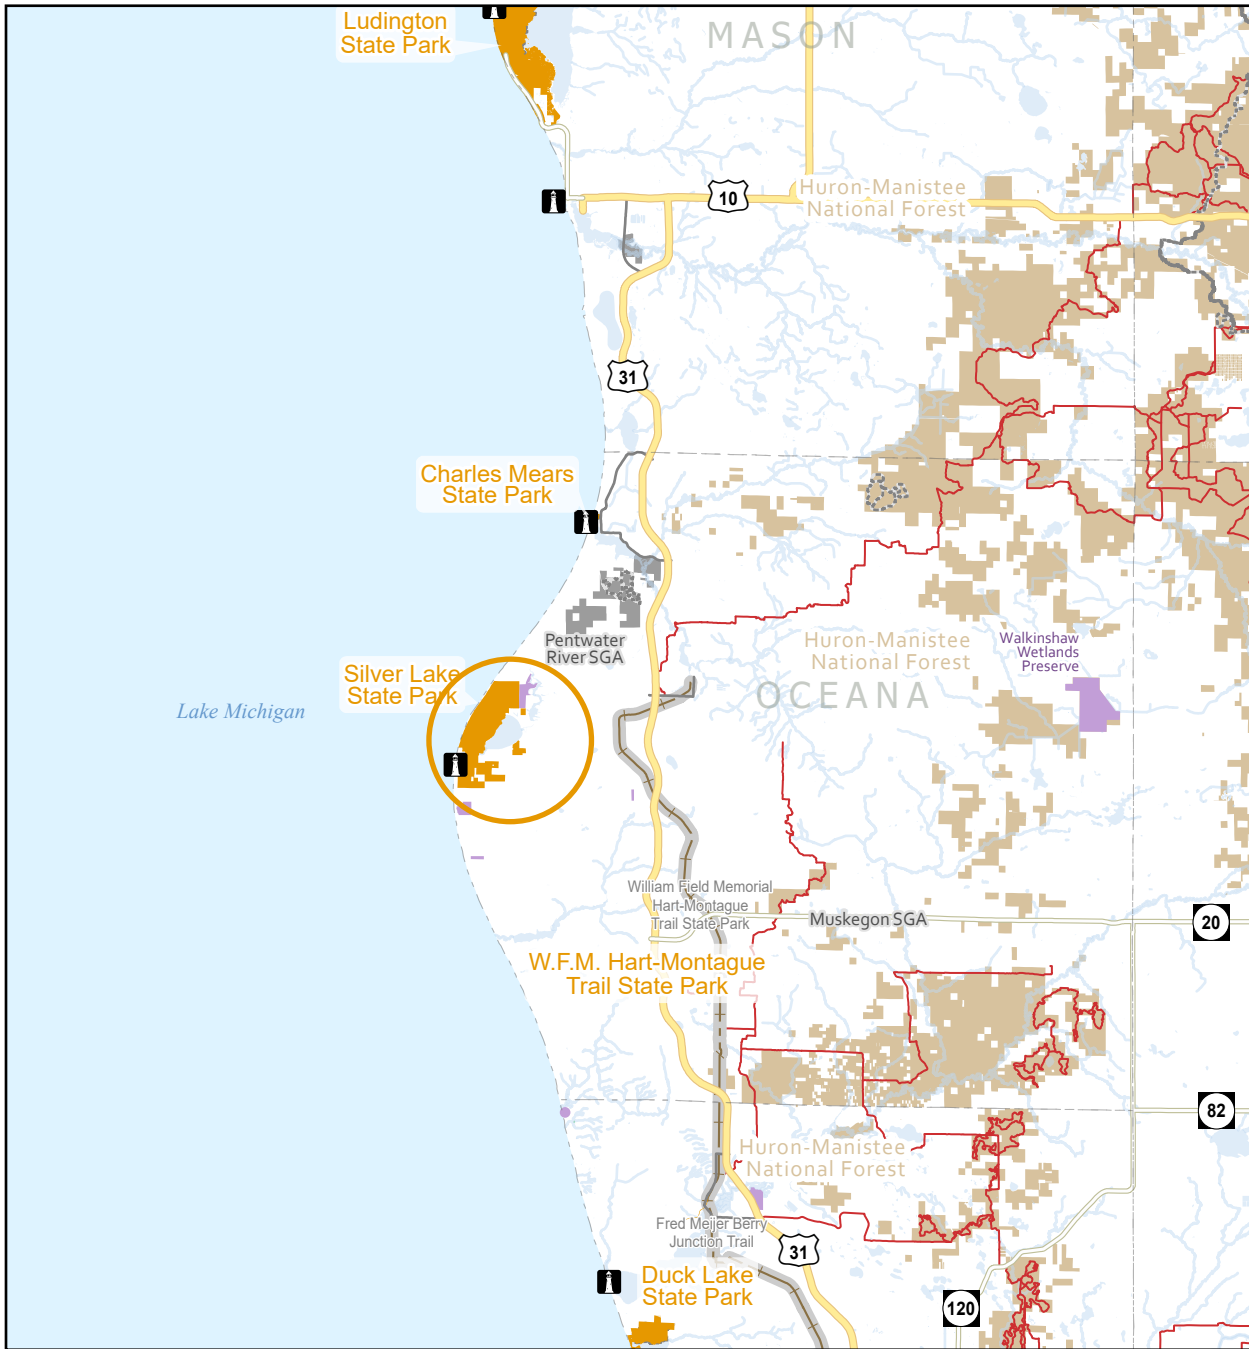 Ludington
State Park
MASON
10
Huron-Manistee
National Forest
31
Charles Mears
State Park
Pentwater
River SGA
Huron-Manistee
National Forest
Walkinshaw
Wetlands
Preserve
Silver Lake
State Park
OCEANA
Lake Michigan
William Field Memorial
Hart-Montague
Trail State Park
Muskegon SGA
20
W.F.M. Hart-Montague
Trail State Park
82
Huron-Manistee
National Forest
Fred Meijer Berry
Junction Trail
31
Duck Lake
State Park
120